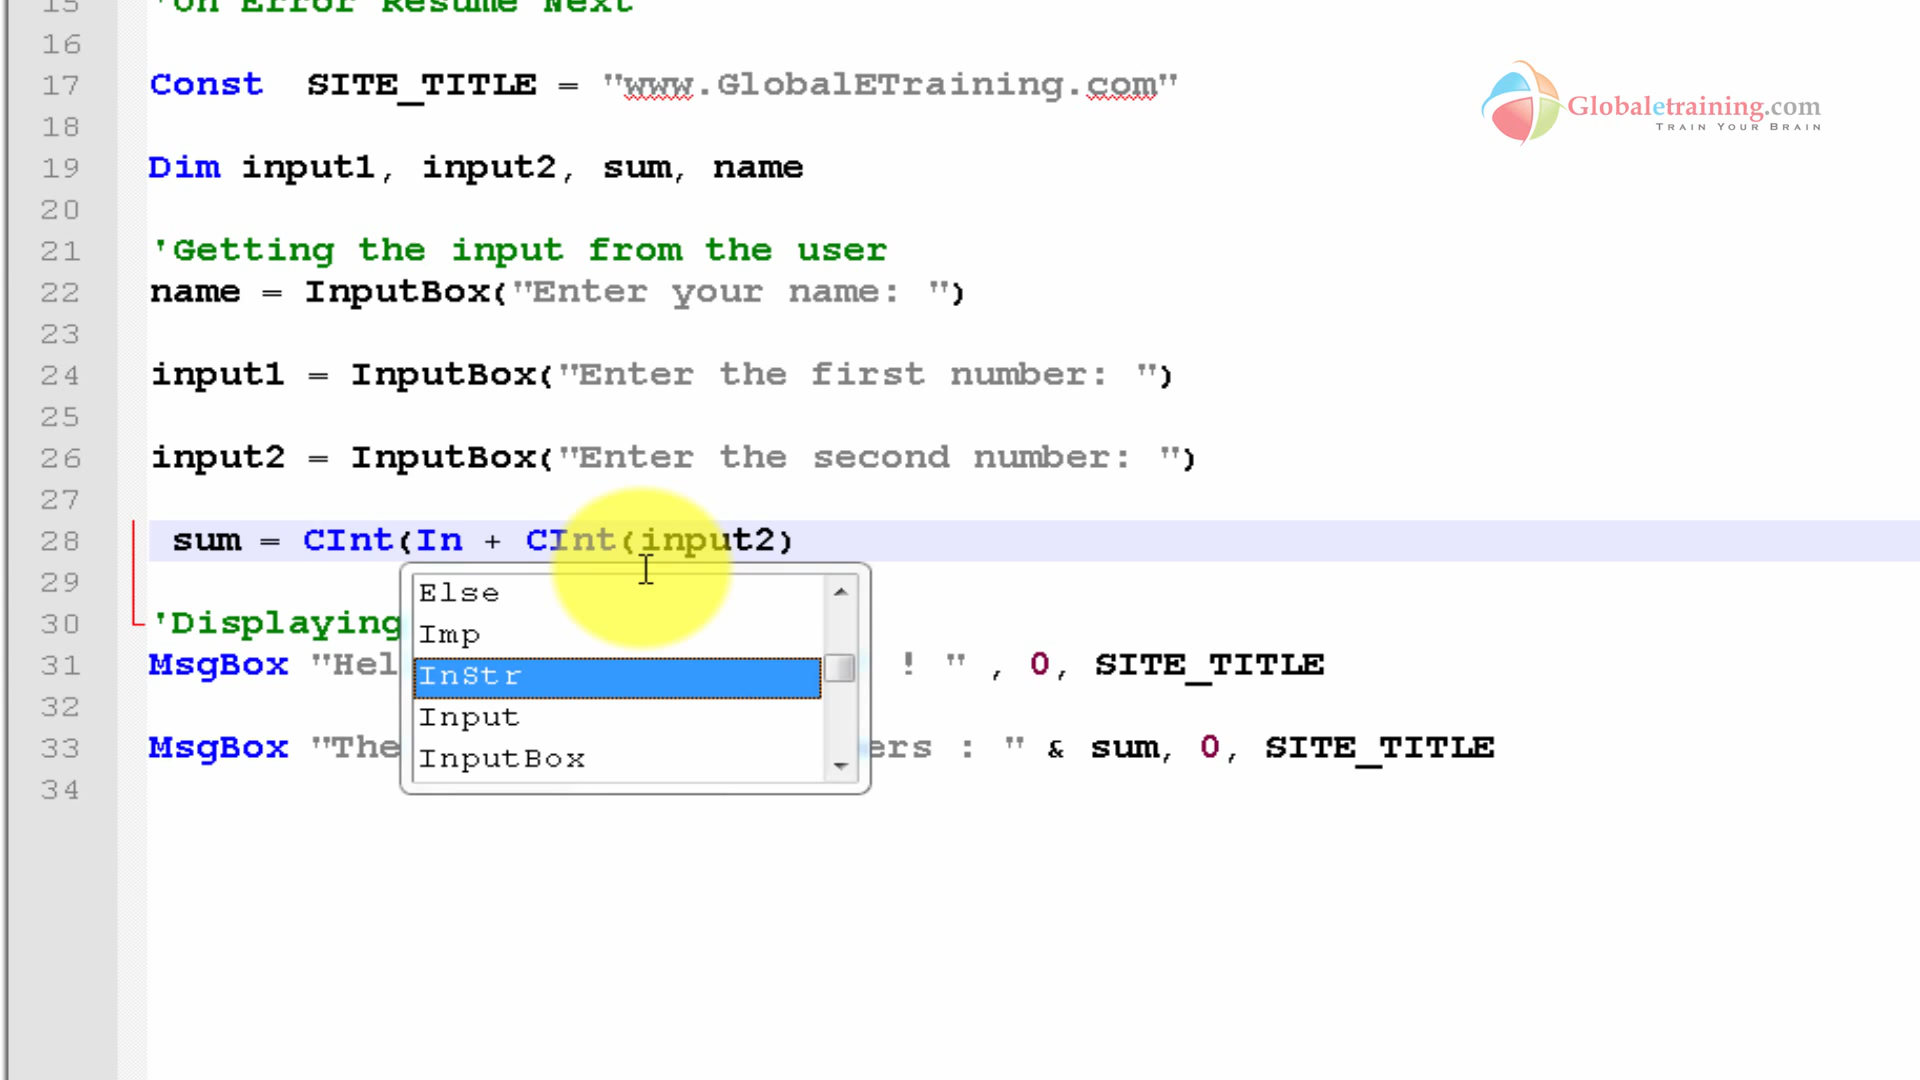 15 'On Error Resume Next
16
17 Const SITE_TITLE = "www.GlobalETraining.com"
Globaletraining.com
TRAIN YOUR BRAIN
18
19 Dim input1, input2, sum, name
20
21 'Getting the input from the user
22 name = InputBox("Enter your name: ")
23
24 input1 = InputBox("Enter the first number: ")
25
26 input2 = InputBox("Enter the second number: ")
27
28 sum = CInt(In + CInt(input2)
29
Else
30 'Displaying
Imp
31 MsgBox "Hel ! " , 0, SITE_TITLE
InStr
32
Input
33 MsgBox "The ers : " & sum, 0, SITE_TITLE
InputBox
34